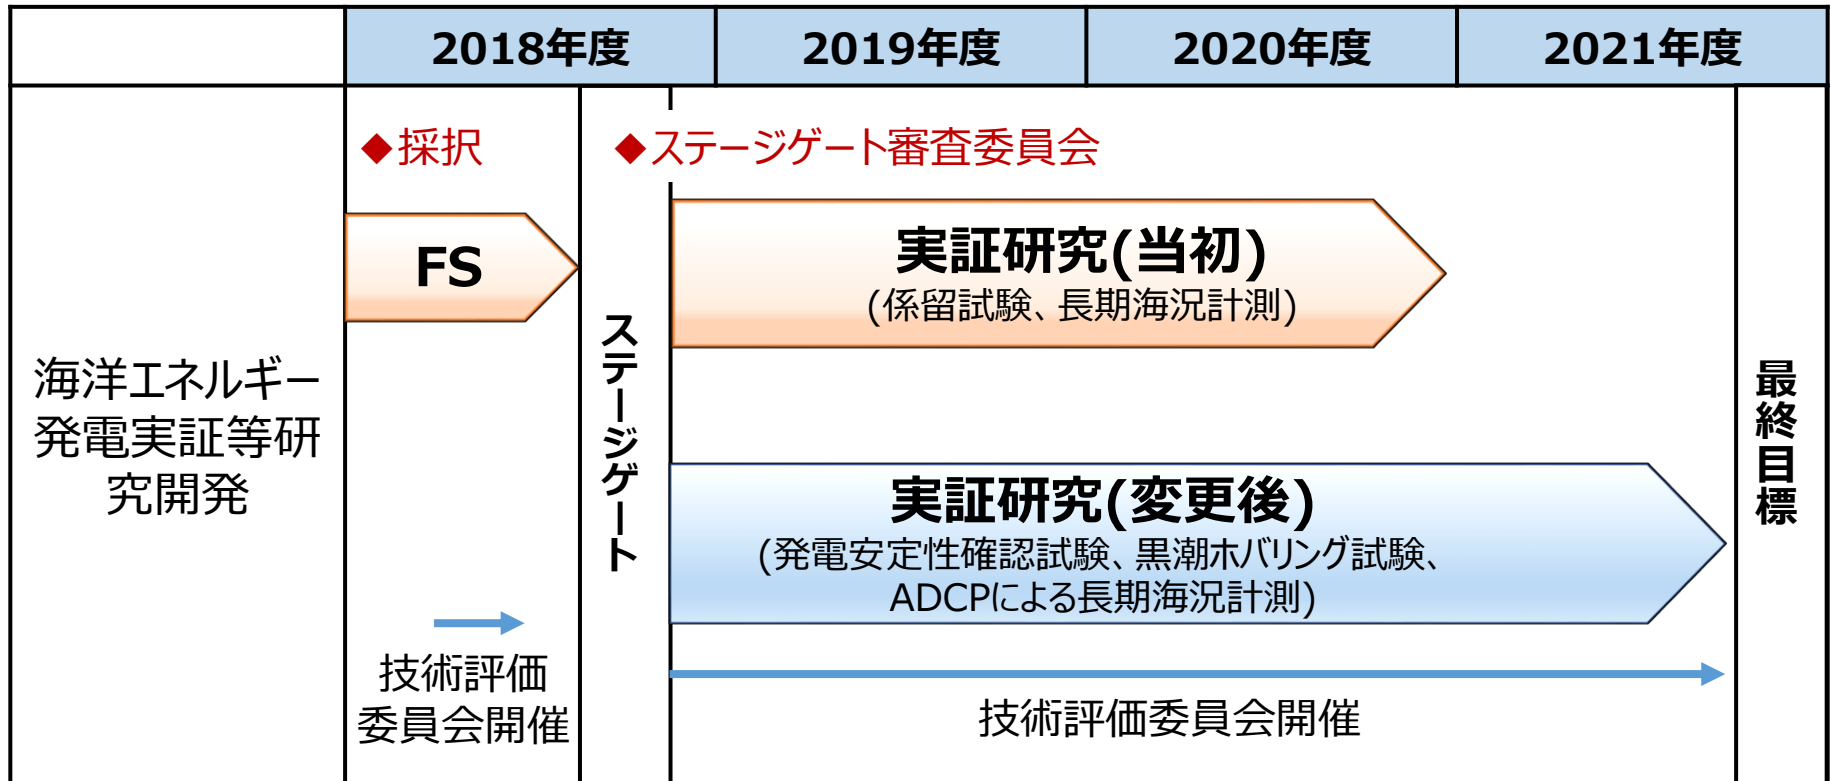 2018年度
2019年度
2020年度
2021年度
海洋エネルギー
発電実証等研
究開発
◆採択
◆ステージゲート審査委員会
FS
ステージゲート
実証研究(当初)
(係留試験、長期海況計測)
実証研究(変更後)
(発電安定性確認試験、黒潮ホバリング試験、
ADCPによる長期海況計測)
技術評価
委員会開催
技術評価委員会開催
最終目標